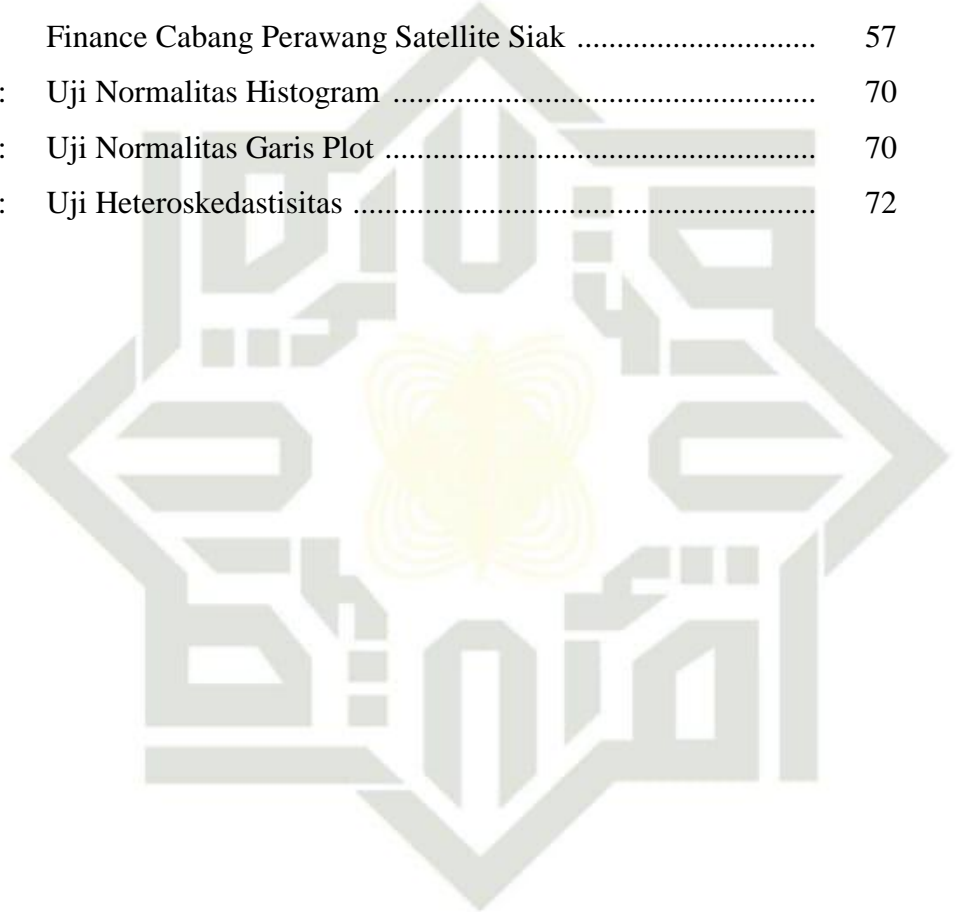 Finance Cabang Perawang Satellite Siak ............................. 57
: Uji Normalitas Histogram .................................................... 70
: Uji Normalitas Garis Plot ..................................................... 70
: Uji Heteroskedastisitas ......................................................... 72